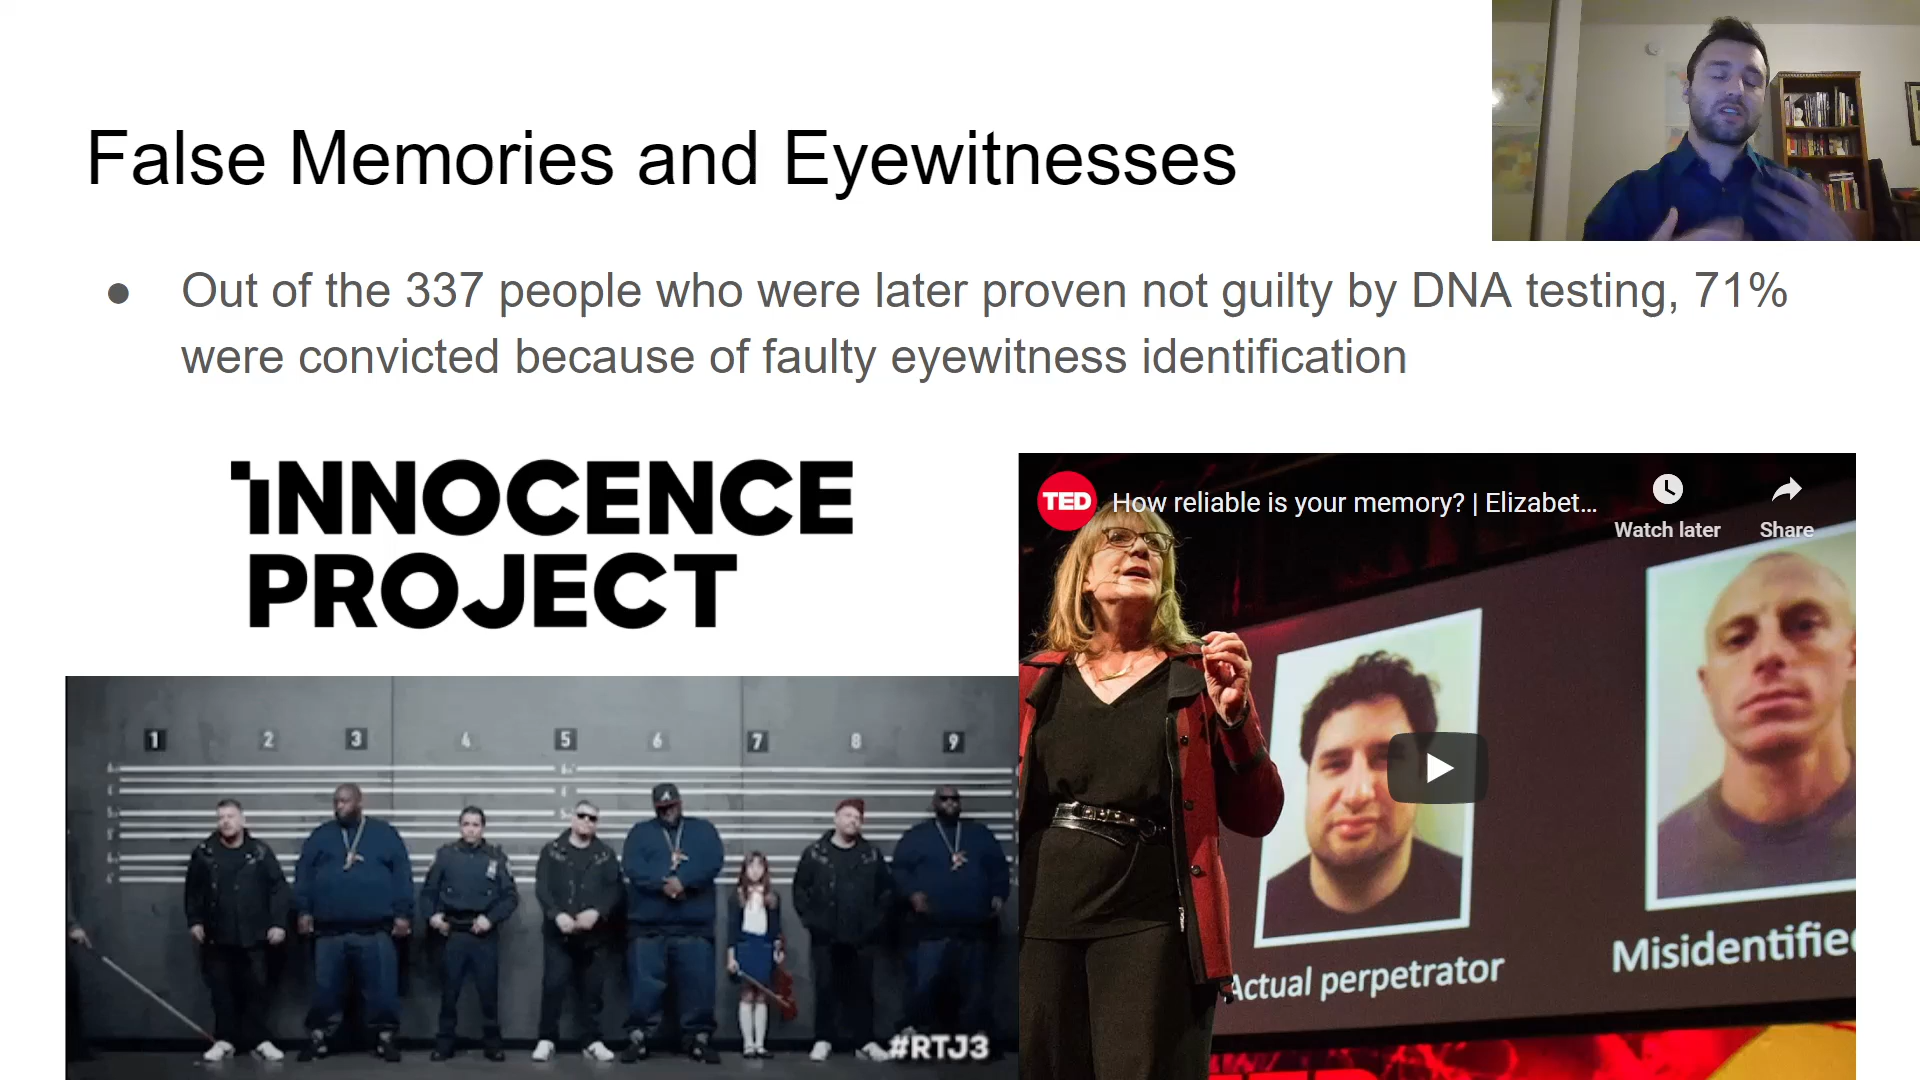 False Memories and Eyewitnesses
● Out of the 337 people who were later proven not guilty by DNA testing, 71%
were convicted because of faulty eyewitness identification
INNOCENCE
PROJECT
1 2 3 4 5 6 7 8 9
#RTJ3
TED How reliable is your memory? | Elizabet...
Watch later Share
Actual perpetrator
Misidentified